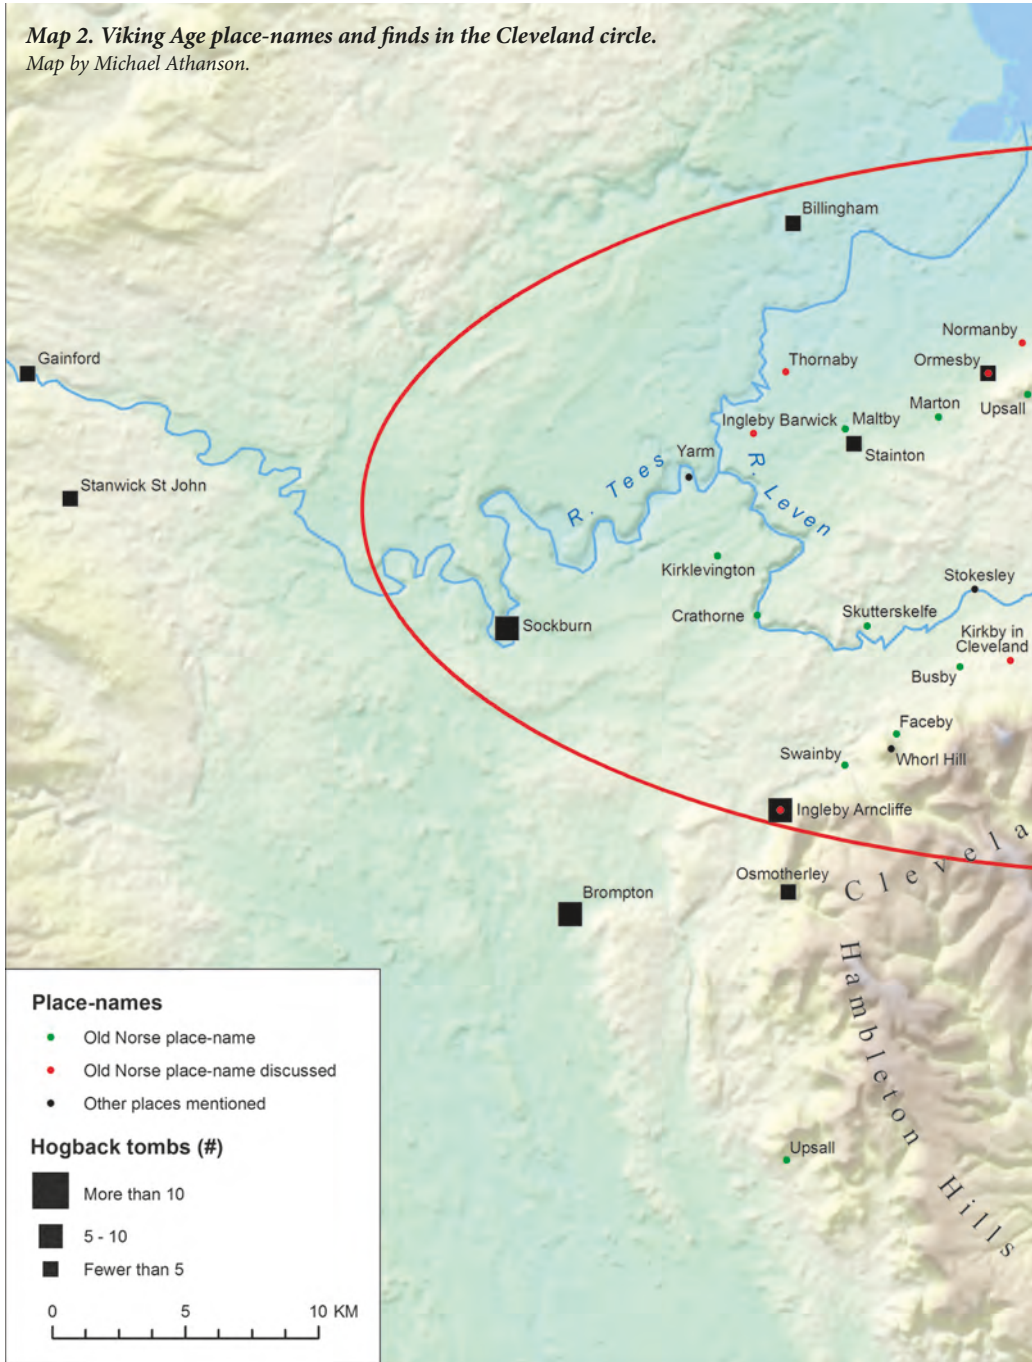 Map 2. Viking Age place-names and finds in the Cleveland circle.
Map by Michael Athanson.
Billingham
Normanby
Gainford
Thornaby
Ormesby
Marton
Upsall
Ingleby Barwick
Maltby
Yarm
Stainton
R. Tees
R. Leven
Stanwick St John
Kirklevington
Stokesley
Crathorne
Skutterskelfe
Sockburn
Kirkby in
Cleveland
Busby
Faceby
Swainby
Whorl Hill
Ingleby Arncliffe
Clevela
Osmotherley
Brompton
Hambleton Hills
Upsall
Place-names
Old Norse place-name
Old Norse place-name discussed
Other places mentioned
Hogback tombs (#)
More than 10
5 - 10
Fewer than 5
0 5 10 KM